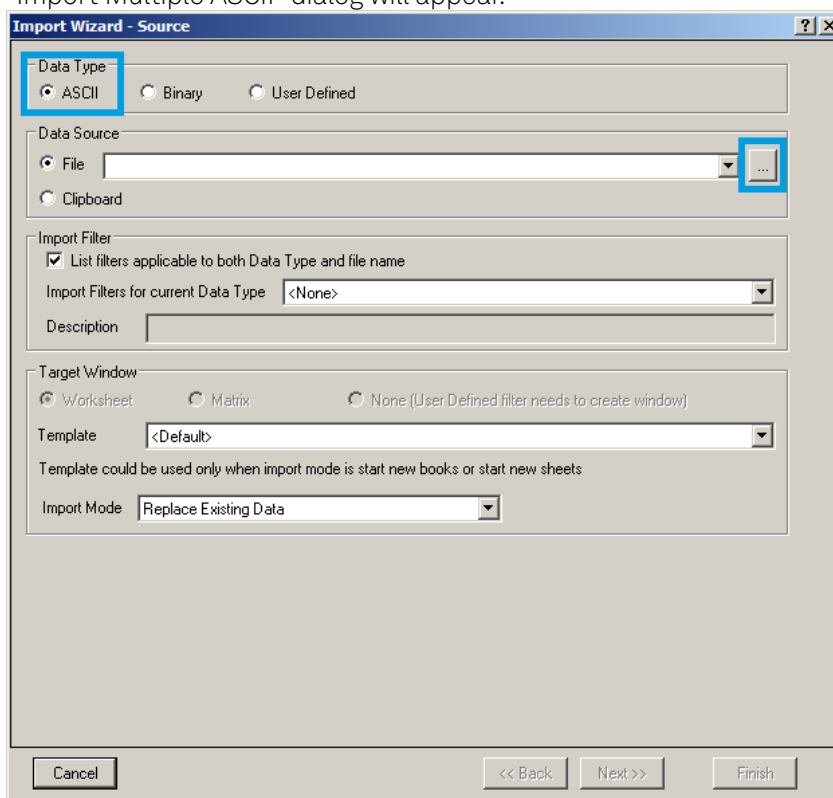 "Import Multiple ASCII" dialog will appear.
Import Wizard - Source
Data Type
ASCII Binary User Defined
Data Source
File ...
Clipboard
Import Filter
List filters applicable to both Data Type and file name
Import Filters for current Data Type <None>
Description
Target Window
Worksheet Matrix None (User Defined filter needs to create window)
Template <Default>
Template could be used only when import mode is start new books or start new sheets
Import Mode Replace Existing Data
Cancel << Back Next >> Finish